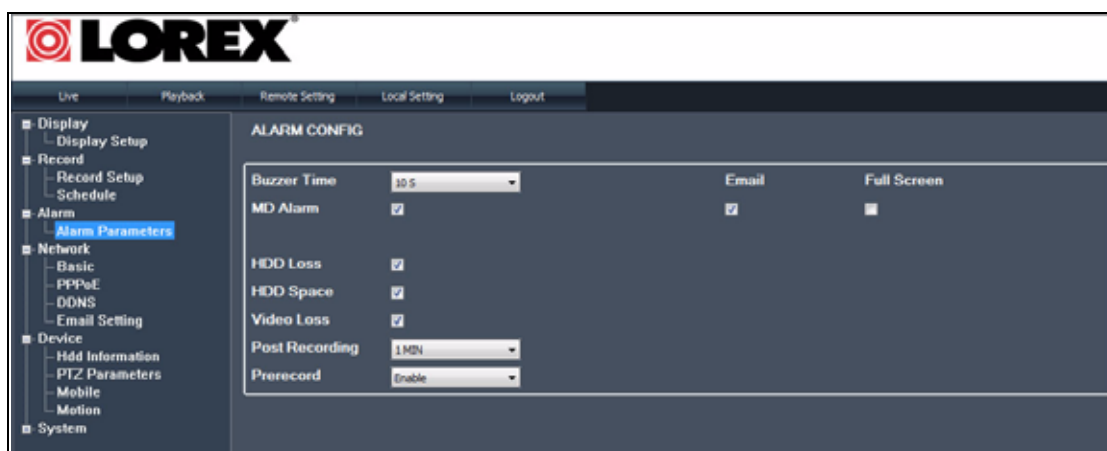 LOREX®
Live Playback Remote Setting Local Setting Logout
Display
Display Setup
Record
Record Setup
Schedule
Alarm
Alarm Parameters
Network
Basic
PPPoE
DDNS
Email Setting
Device
Hdd Information
PTZ Parameters
Mobile
Motion
System
ALARM CONFIG
Buzzer Time 10 S Email Full Screen
MD Alarm
HDD Loss
HDD Space
Video Loss
Post Recording 1 MIN
Prerecord Enable